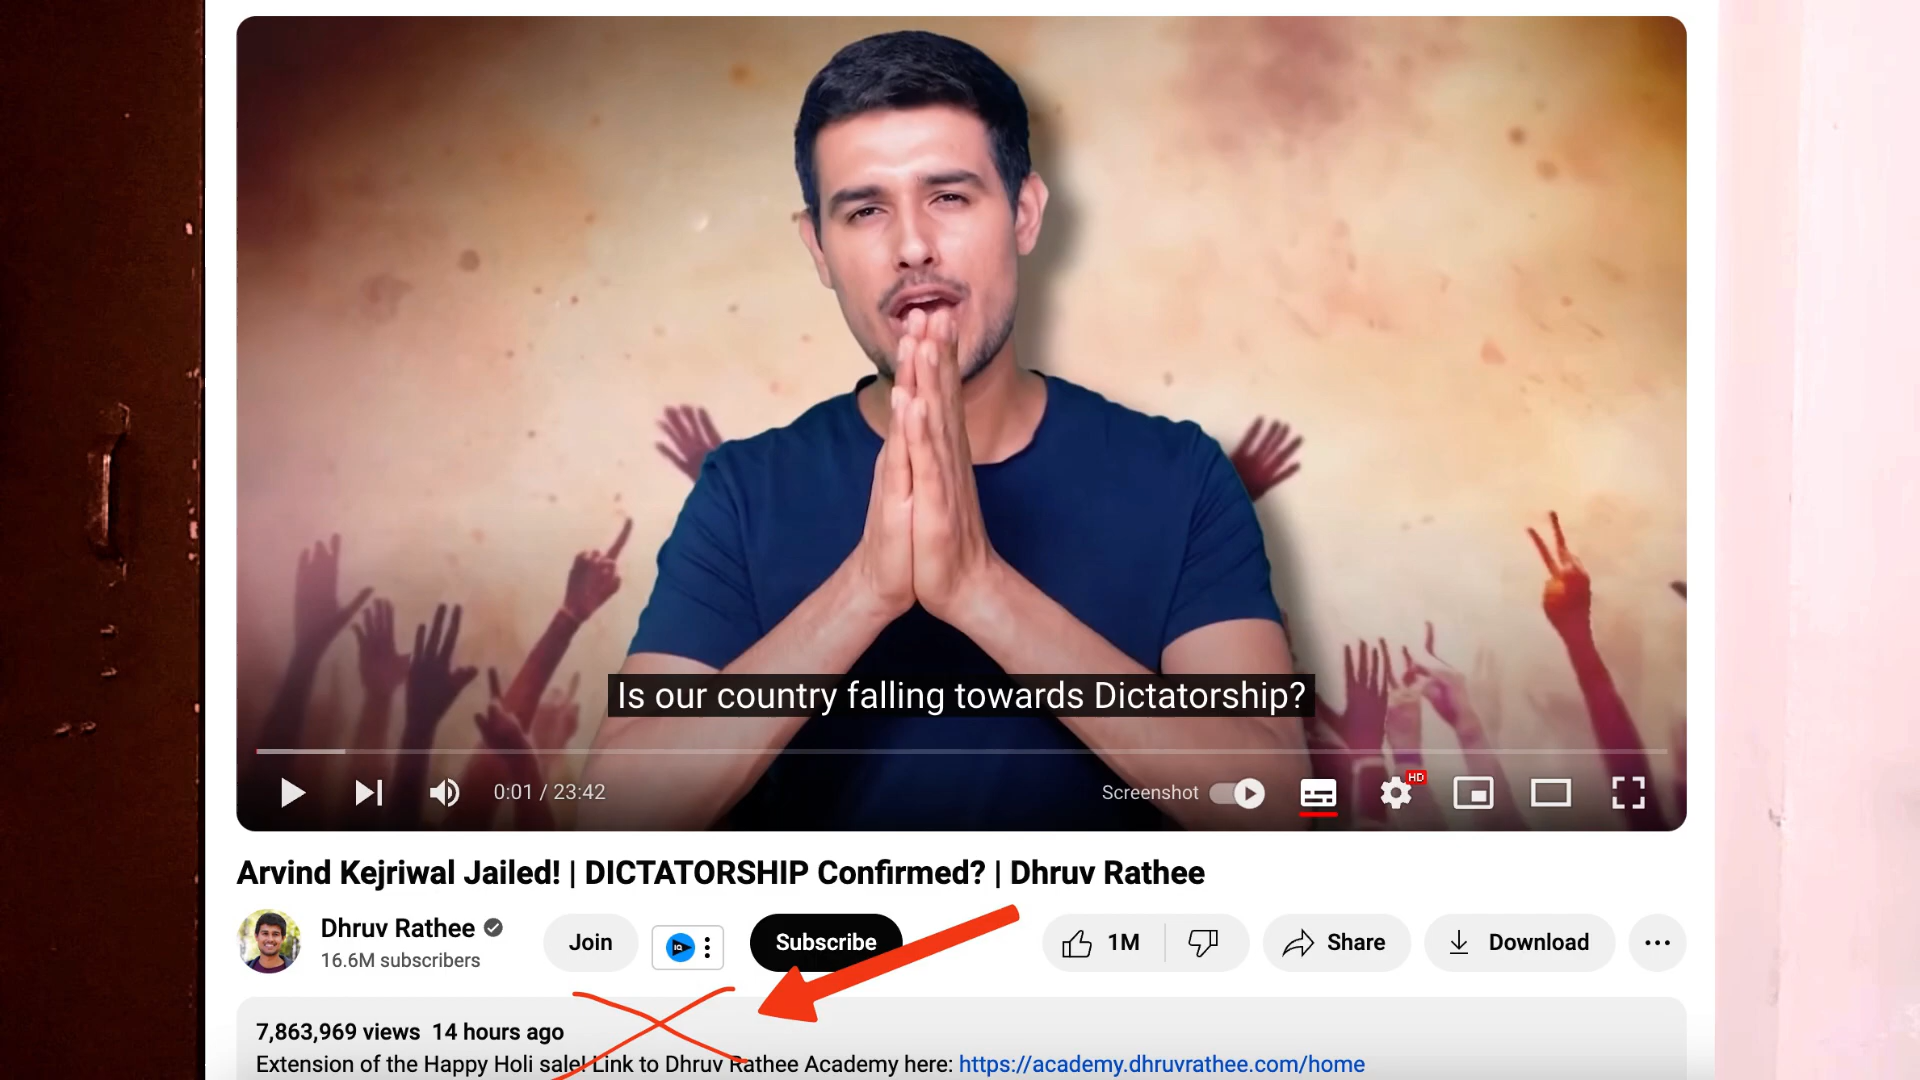 Is our country falling towards Dictatorship?
0:01 / 23:42
Screenshot
HD
Arvind Kejriwal Jailed! | DICTATORSHIP Confirmed? | Dhruv Rathee
Dhruv Rathee
16.6M subscribers
Join
IQ
Subscribe
1M
Share
Download
7,863,969 views 14 hours ago
Extension of the Happy Holi sale! Link to Dhruv Rathee Academy here: https://academy.dhruvrathee.com/home